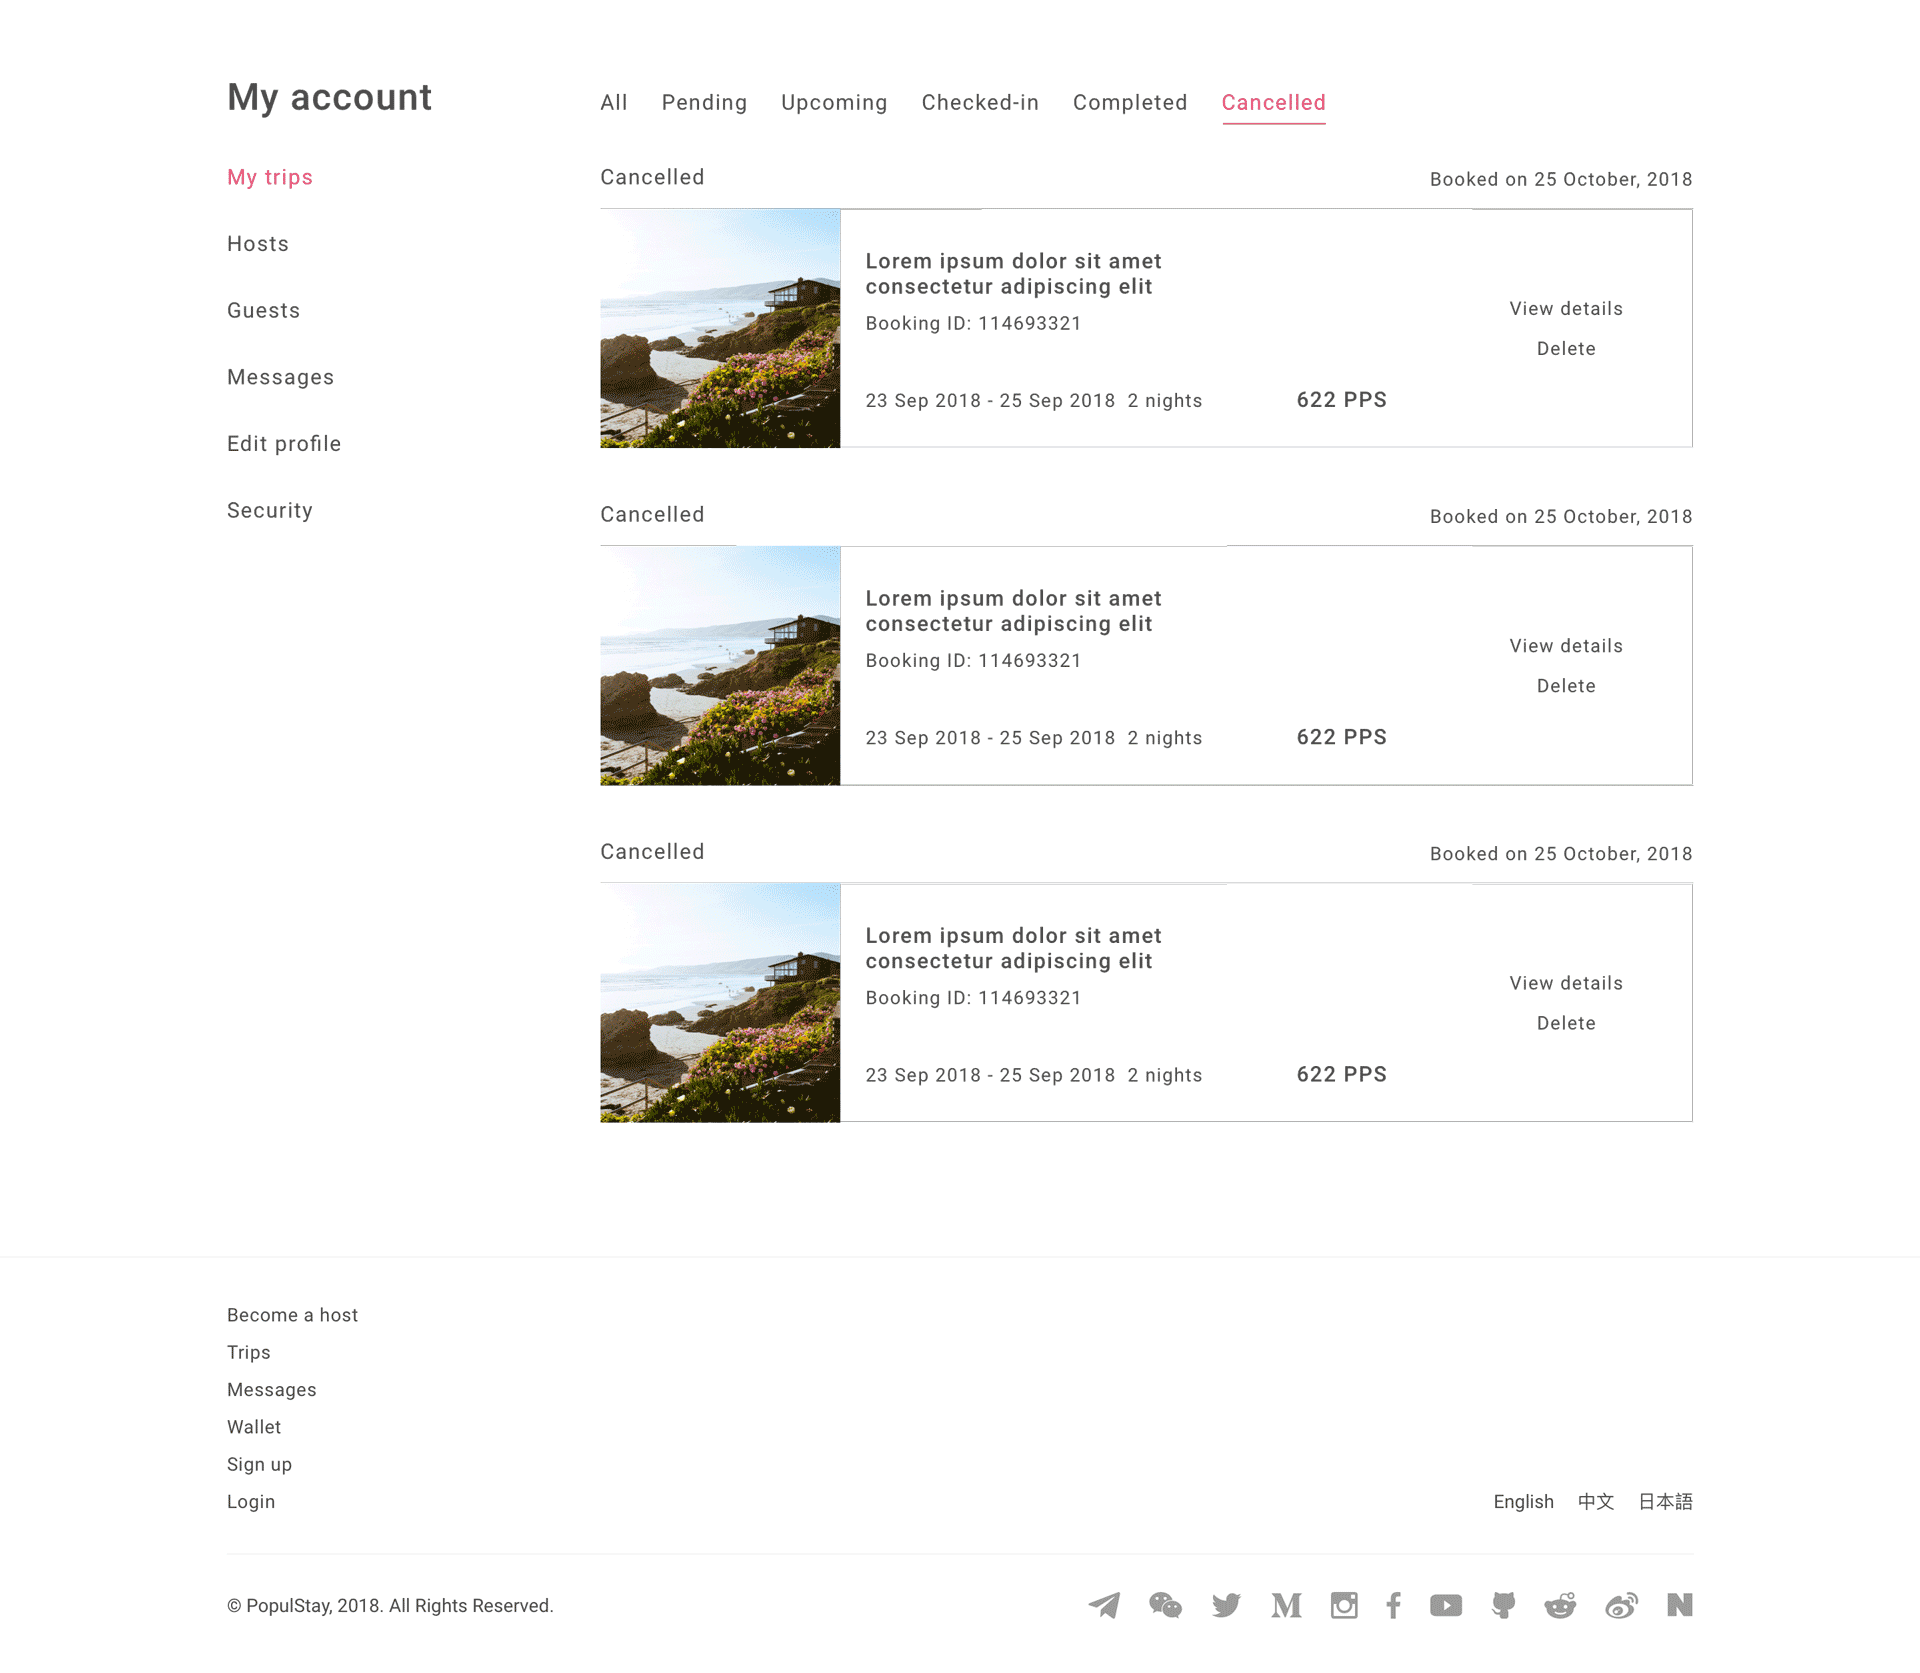 My account
All Pending Upcoming Checked-in Completed Cancelled
My trips
Hosts
Guests
Messages
Edit profile
Security
Cancelled
Booked on 25 October, 2018
Lorem ipsum dolor sit amet
consectetur adipiscing elit
Booking ID: 114693321
23 Sep 2018 - 25 Sep 2018 2 nights
622 PPS
View details
Delete
Cancelled
Booked on 25 October, 2018
Lorem ipsum dolor sit amet
consectetur adipiscing elit
Booking ID: 114693321
23 Sep 2018 - 25 Sep 2018 2 nights
622 PPS
View details
Delete
Cancelled
Booked on 25 October, 2018
Lorem ipsum dolor sit amet
consectetur adipiscing elit
Booking ID: 114693321
23 Sep 2018 - 25 Sep 2018 2 nights
622 PPS
View details
Delete
Become a host
Trips
Messages
Wallet
Sign up
Login
English 中文 日本語
© PopulStay, 2018. All Rights Reserved.